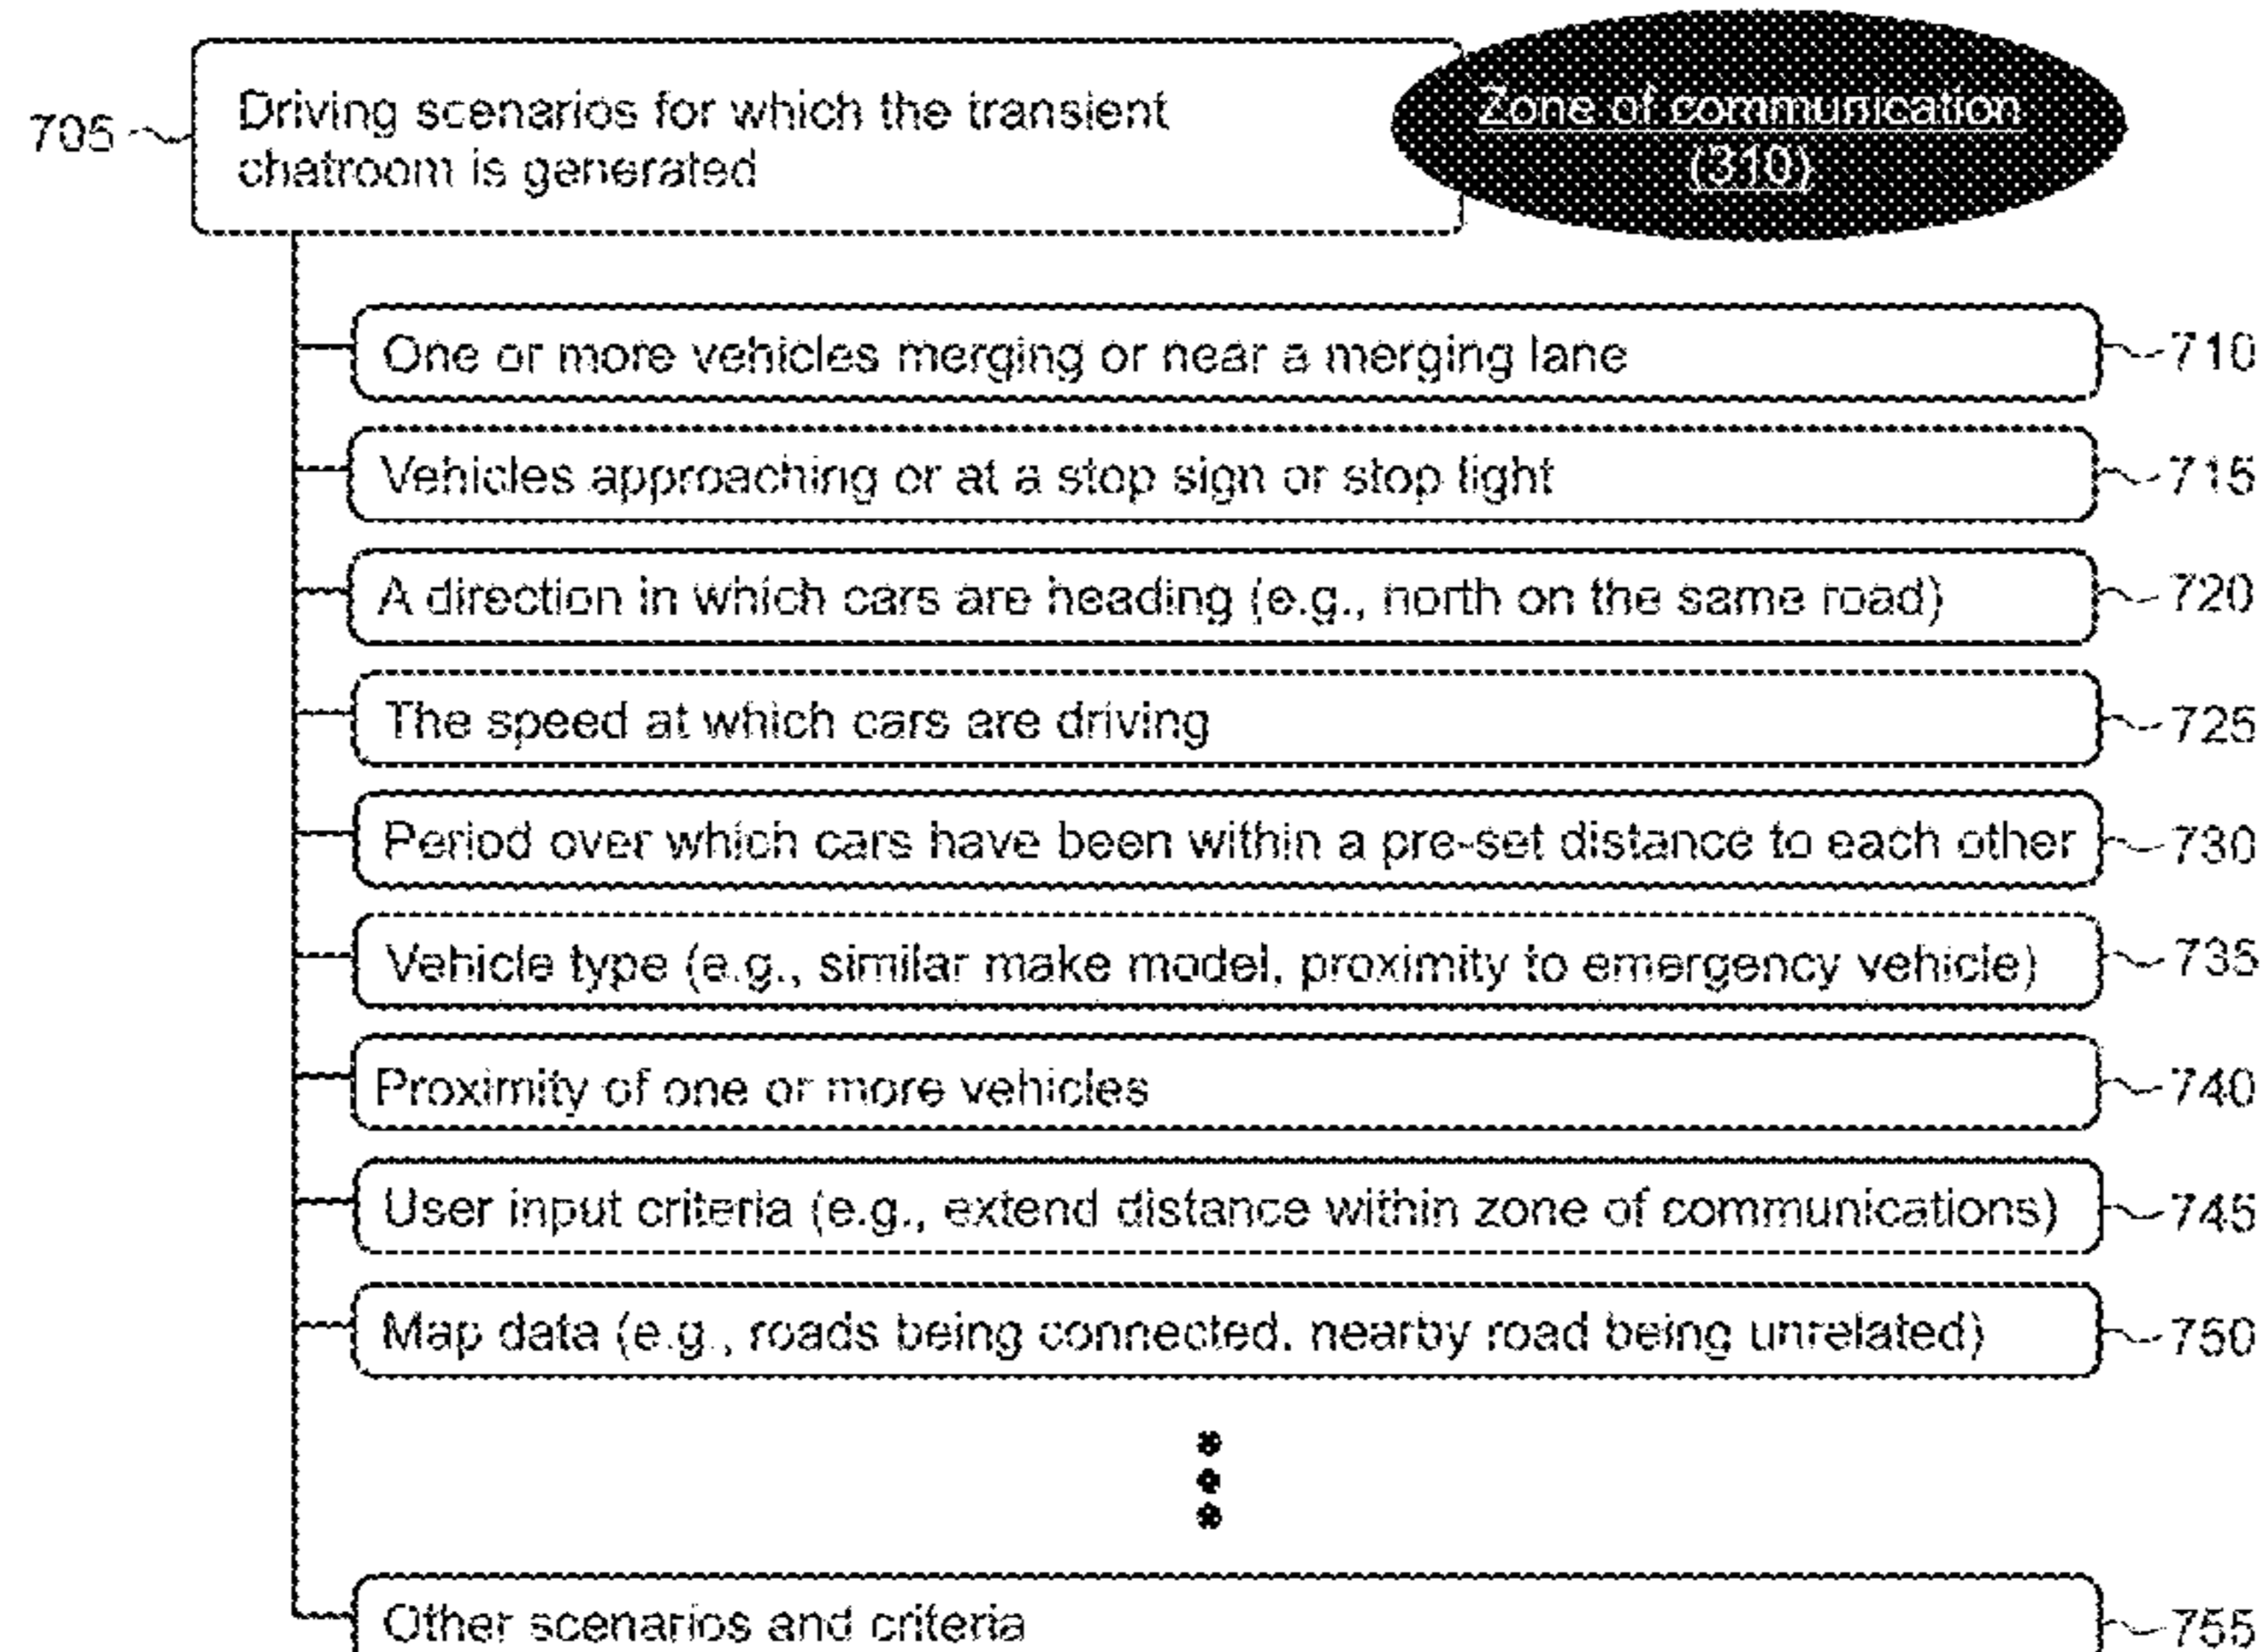 705
Driving scenarios for which the transient
chatroom is generated
Zone of communication
(310)
One or more vehicles merging or near a merging lane
710
Vehicles approaching or at a stop sign or stop light
715
A direction in which cars are heading (e.g., north on the same road)
720
The speed at which cars are driving
725
Period over which cars have been within a pre-set distance to each other
730
Vehicle type (e.g., similar make model, proximity to emergency vehicle)
735
Proximity of one or more vehicles
740
User input criteria (e.g., extend distance within zone of communications)
745
Map data (e.g., roads being connected, nearby road being unrelated)
750
Other scenarios and criteria
755